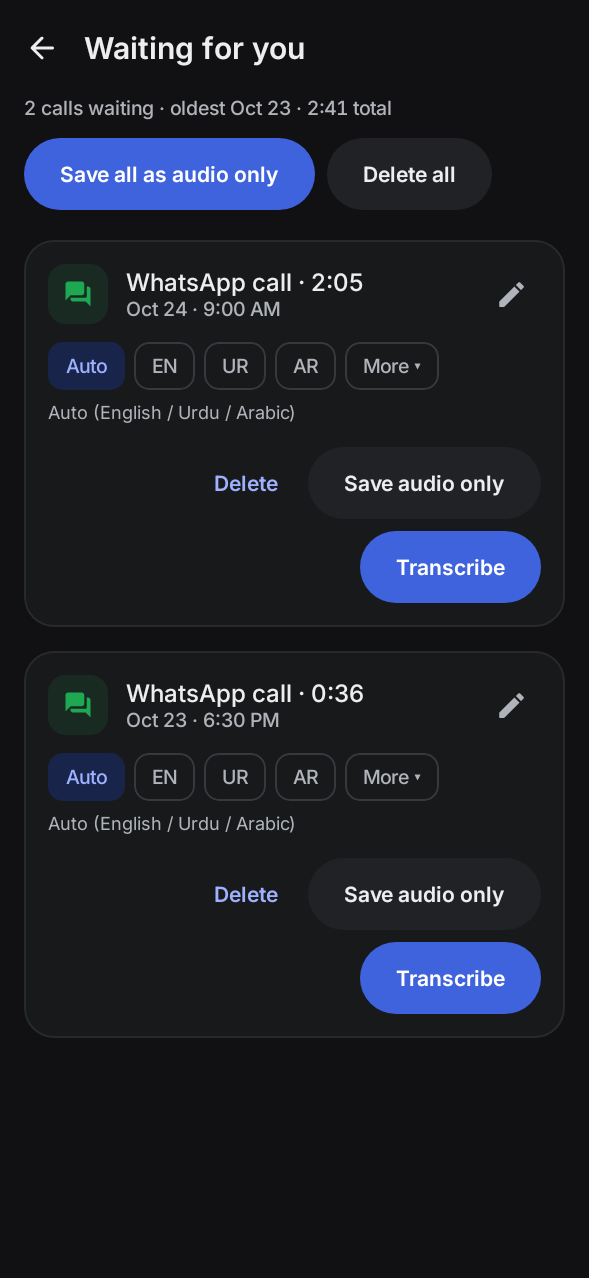 Waiting for you
2 calls waiting · oldest Oct 23 · 2:41 total
Save all as audio only Delete all
WhatsApp call · 2:05
Oct 24 · 9:00 AM
Auto EN UR AR More ▾
Auto (English / Urdu / Arabic)
Delete Save audio only
Transcribe
WhatsApp call · 0:36
Oct 23 · 6:30 PM
Auto EN UR AR More ▾
Auto (English / Urdu / Arabic)
Delete Save audio only
Transcribe